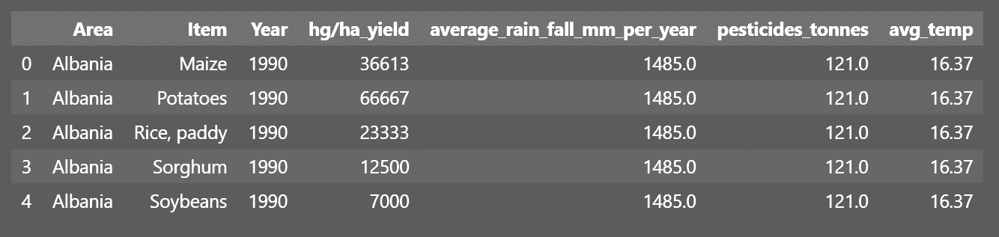 Area Item Year hg/ha_yield average_rain_fall_mm_per_year pesticides_tonnes avg_temp
0 Albania Maize 1990 36613 1485.0 121.0 16.37
1 Albania Potatoes 1990 66667 1485.0 121.0 16.37
2 Albania Rice, paddy 1990 23333 1485.0 121.0 16.37
3 Albania Sorghum 1990 12500 1485.0 121.0 16.37
4 Albania Soybeans 1990 7000 1485.0 121.0 16.37